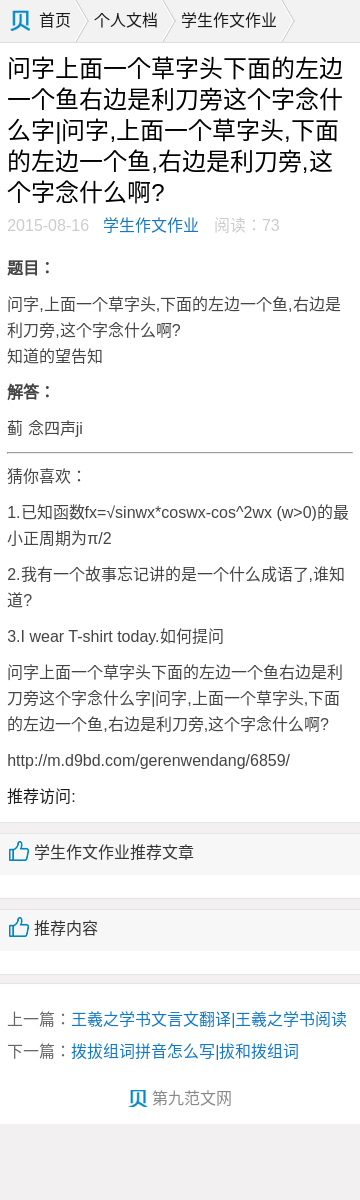 贝 首页 个人文档 学生作文作业
问字上面一个草字头下面的左边
一个鱼右边是利刀旁这个字念什
么字|问字,上面一个草字头,下面
的左边一个鱼,右边是利刀旁,这
个字念什么啊?
2015-08-16 学生作文作业 阅读：73
题目：
问字,上面一个草字头,下面的左边一个鱼,右边是
利刀旁,这个字念什么啊?
知道的望告知
解答：
蓟 念四声ji
猜你喜欢：
1.已知函数fx=√sinwx*coswx-cos^2wx (w>0)的最
小正周期为π/2
2.我有一个故事忘记讲的是一个什么成语了,谁知
道?
3.I wear T-shirt today.如何提问
问字上面一个草字头下面的左边一个鱼右边是利
刀旁这个字念什么字|问字,上面一个草字头,下面
的左边一个鱼,右边是利刀旁,这个字念什么啊?
http://m.d9bd.com/gerenwendang/6859/
推荐访问:
学生作文作业推荐文章
推荐内容
上一篇：王羲之学书文言文翻译|王羲之学书阅读
下一篇：拨拔组词拼音怎么写|拔和拨组词
贝 第九范文网